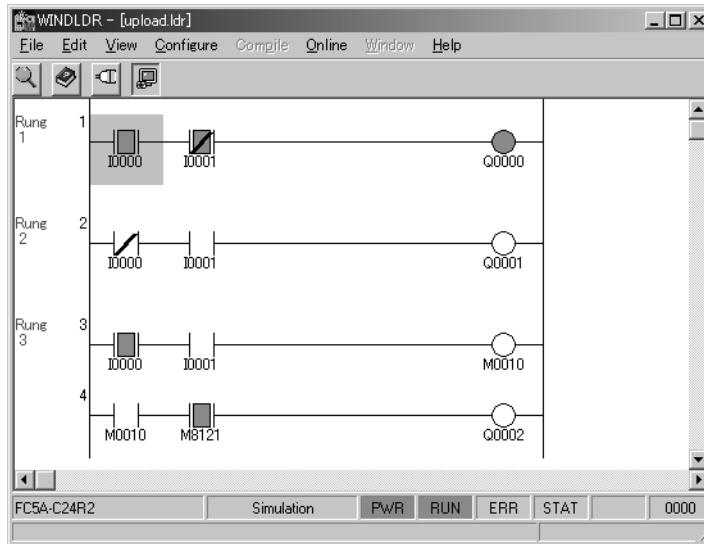 WINDLDR - [upload.ldr]
File Edit View Configure Compile Online Window Help
Rung 1
1
I0000 I0001 Q0000
Rung 2
2
I0000 I0001 Q0001
Rung 3
3
I0000 I0001 M0010
4
M0010 M8121 Q0002
FC5A-C24R2 Simulation PWR RUN ERR STAT 0000